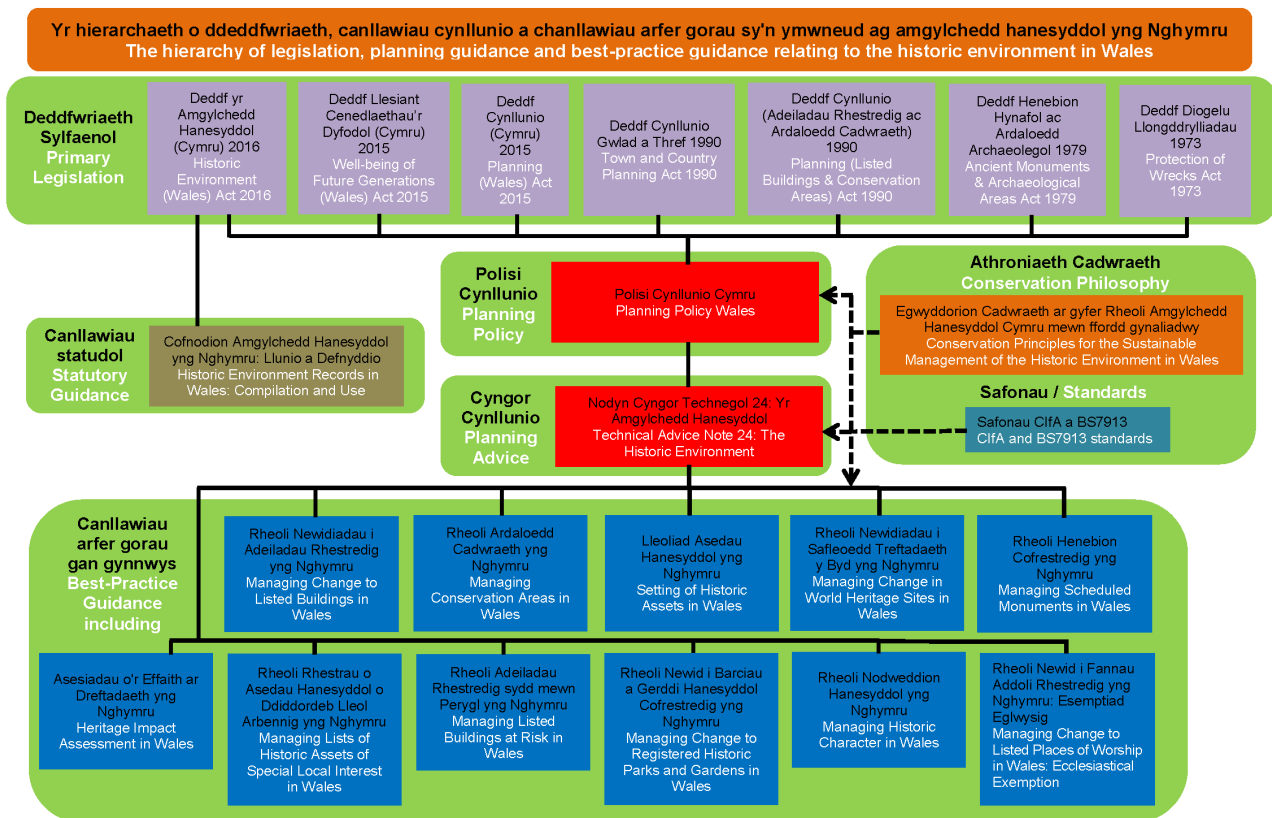 Yr hierarchaeth o ddeddfwriaeth, canllawiau cynllunio a chanllawiau arfer gorau sy'n ymwneud ag amgylchedd hanesyddol yng Nghymru
The hierarchy of legislation, planning guidance and best-practice guidance relating to the historic environment in Wales
Deddfwriaeth
Sylfaenol
Primary
Legislation
Deddf yr
Amgylchedd
Hanesyddol
(Cymru) 2016
Historic
Environment
(Wales) Act 2016
Deddf Llesiant
Cenedlaethau'r
Dyfodol (Cymru)
2015
Well-being of
Future Generations
(Wales) Act 2015
Deddf
Cynllunio
(Cymru) 2015
Planning
(Wales) Act
2015
Deddf Cynllunio
Gwlad a Thref 1990
Town and Country
Planning Act 1990
Deddf Cynllunio
(Adeiladau Rhestredig ac
Ardaloedd Cadwraeth)
1990
Planning (Listed
Buildings & Conservation
Areas) Act 1990
Deddf Henebion
Hynafol ac
Ardaloedd
Archaeolegol 1979
Ancient Monuments
& Archaeological
Areas Act 1979
Deddf Diogelu
Llongddrylliadau
1973
Protection of
Wrecks Act
1973
Polisi
Cynllunio
Planning
Policy
Polisi Cynllunio Cymru
Planning Policy Wales
Athroniaeth Cadwraeth
Conservation Philosophy
Egwyddorion Cadwraeth ar gyfer Rheoli Amgylchedd
Hanesyddol Cymru mewn ffordd gynaliadwy
Conservation Principles for the Sustainable
Management of the Historic Environment in Wales
Safonau / Standards
Safonau CIfA a BS7913
CIfA and BS7913 standards
Canllawiau
statudol
Statutory
Guidance
Cofnodion Amgylchedd Hanesyddol
yng Nghymru: Llunio a Defnyddio
Historic Environment Records in
Wales: Compilation and Use
Cyngor
Cynllunio
Planning
Advice
Nodyn Cyngor Technegol 24: Yr
Amgylchedd Hanesyddol
Technical Advice Note 24: The
Historic Environment
Canllawiau
arfer gorau
gan gynnwys
Best-Practice
Guidance
including
Rheoli Newidiadau i
Adeiladau Rhestredig
yng Nghymru
Managing Change to
Listed Buildings in
Wales
Rheoli Ardaloedd
Cadwraeth yng
Nghymru
Managing
Conservation Areas in
Wales
Lleoliad Asedau
Hanesyddol yng
Nghymru
Setting of Historic
Assets in Wales
Rheoli Newidiadau i
Safleoedd Treftadaeth
y Byd yng Nghymru
Managing Change in
World Heritage Sites in
Wales
Rheoli Henebion
Cofrestredig yng
Nghymru
Managing Scheduled
Monuments in Wales
Asesiadau o'r Effaith ar
Dreftadaeth yng
Nghymru
Heritage Impact
Assessment in Wales
Rheoli Rhestrau o
Asedau Hanesyddol o
Ddiddordeb Lleol
Arbennig yng Nghymru
Managing Lists of
Historic Assets of
Special Local Interest
in Wales
Rheoli Adeiladau
Rhestredig sydd mewn
Perygl yng Nghymru
Managing Listed
Buildings at Risk in
Wales
Rheoli Newid i Barciau
a Gerddi Hanesyddol
Cofrestredig yng
Nghymru
Managing Change to
Registered Historic
Parks and Gardens in
Wales
Rheoli Nodweddion
Hanesyddol yng
Nghymru
Managing Historic
Character in Wales
Rheoli Newid i Fannau
Addoli Rhestredig yng
Nghymru: Esemptiad
Eglwysig
Managing Change to
Listed Places of Worship
in Wales: Ecclesiastical
Exemption